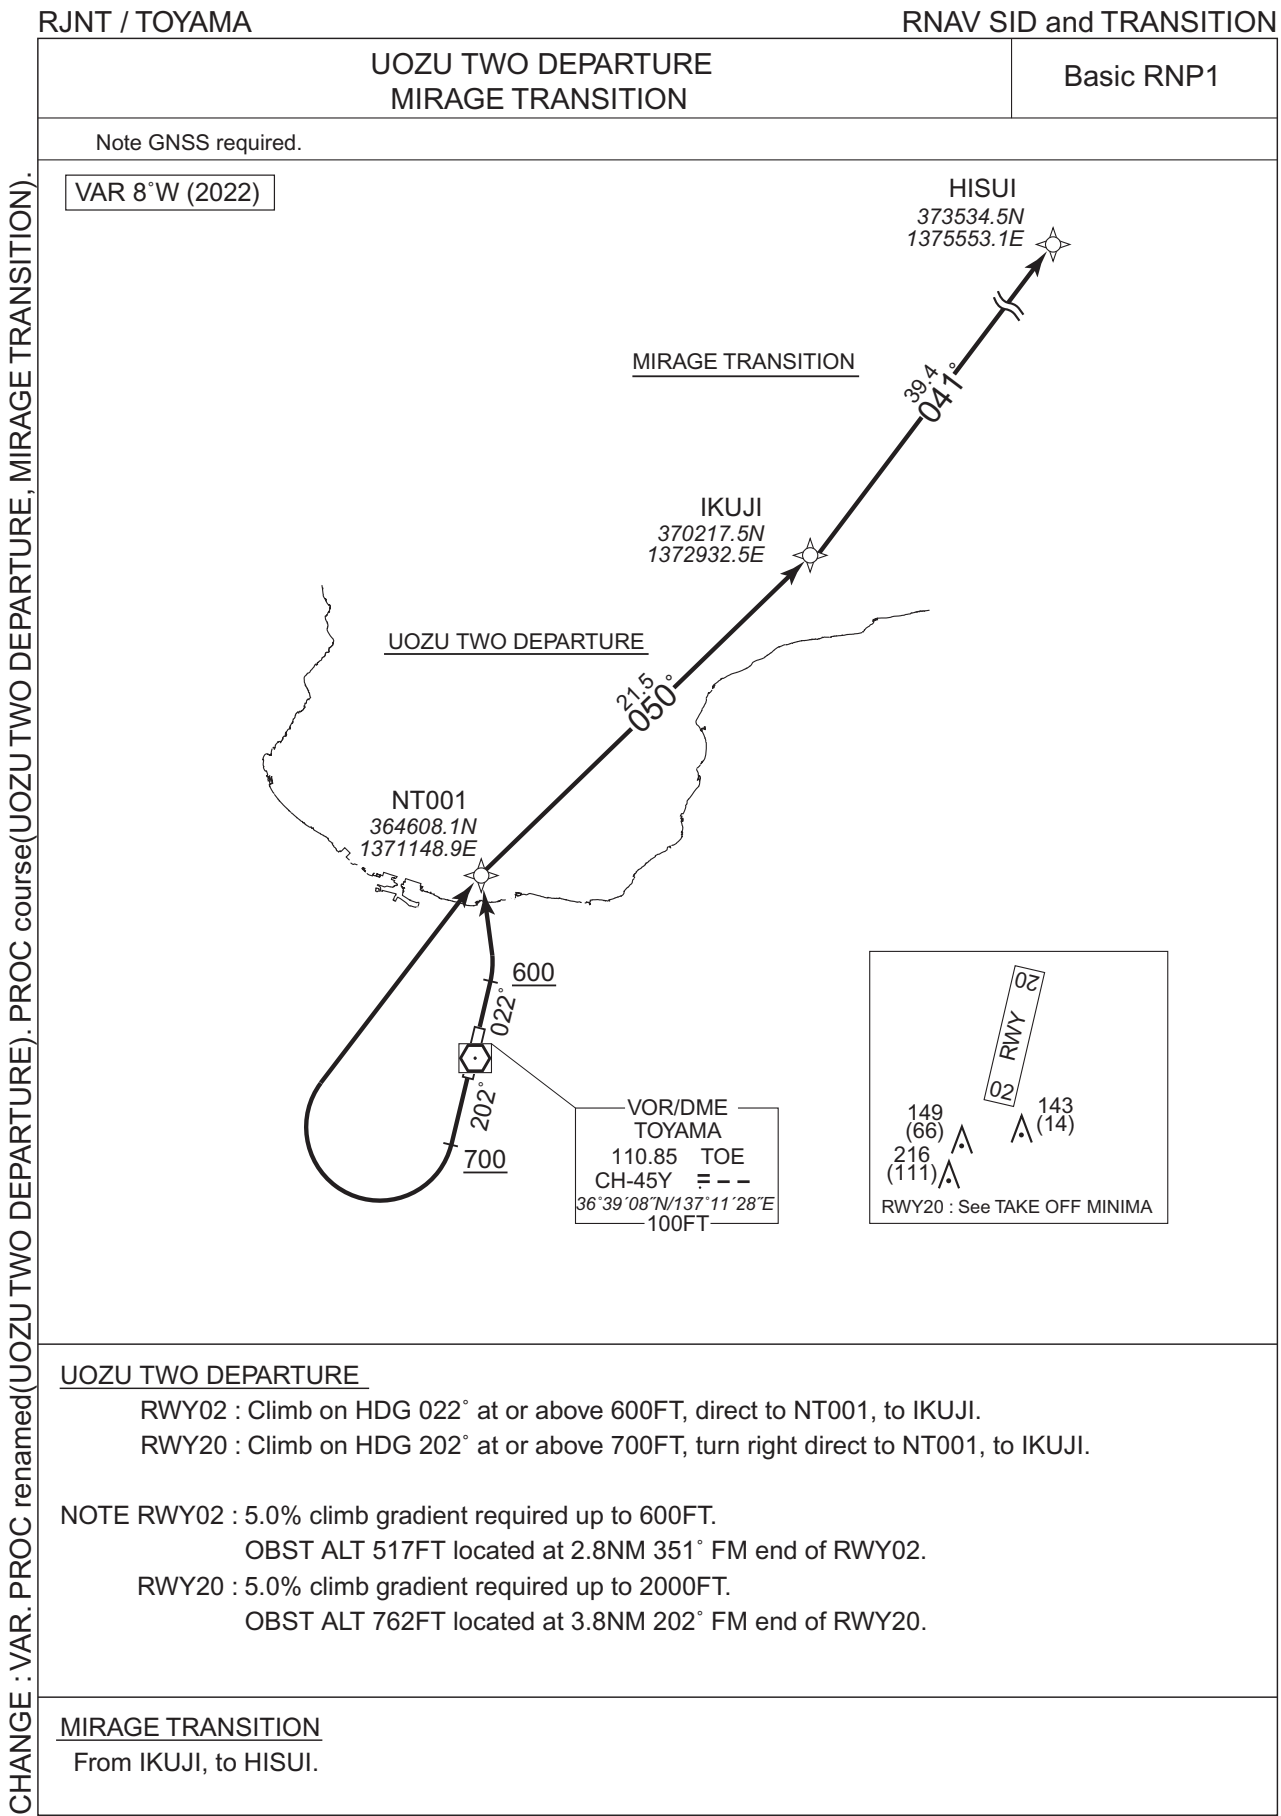 RJNT / TOYAMA
RNAV SID and TRANSITION
UOZU TWO DEPARTURE
MIRAGE TRANSITION
Basic RNP1
Note GNSS required.
VAR 8˚W (2022)
HISUI
373534.5N
1375553.1E
MIRAGE TRANSITION
39.4
041˚
IKUJI
370217.5N
1372932.5E
UOZU TWO DEPARTURE
21.5
050˚
NT001
364608.1N
1371148.9E
600
022˚
202˚
700
VOR/DME
TOYAMA
110.85 TOE
CH-45Y
36˚39´08˝N/137˚11´28˝E
100FT
20
RWY
02
149
(66)
143
(14)
216
(111)
RWY20 : See TAKE OFF MINIMA
UOZU TWO DEPARTURE
RWY02 : Climb on HDG 022˚ at or above 600FT, direct to NT001, to IKUJI.
RWY20 : Climb on HDG 202˚ at or above 700FT, turn right direct to NT001, to IKUJI.
NOTE RWY02 : 5.0% climb gradient required up to 600FT.
OBST ALT 517FT located at 2.8NM 351˚ FM end of RWY02.
RWY20 : 5.0% climb gradient required up to 2000FT.
OBST ALT 762FT located at 3.8NM 202˚ FM end of RWY20.
MIRAGE TRANSITION
From IKUJI, to HISUI.
CHANGE : VAR. PROC renamed(UOZU TWO DEPARTURE). PROC course(UOZU TWO DEPARTURE, MIRAGE TRANSITION).